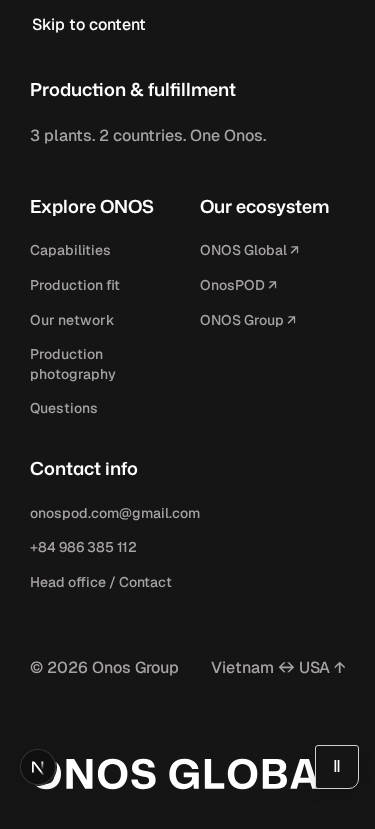 Skip to content
Production & fulfillment
3 plants. 2 countries. One Onos.
Explore ONOS
Capabilities
Production fit
Our network
Production
photography
Questions
Our ecosystem
ONOS Global ↗
OnosPOD ↗
ONOS Group ↗
Contact info
onospod.com@gmail.com
+84 986 385 112
Head office / Contact
© 2026 Onos Group
Vietnam ↔ USA ↑
N
ONOS GLOBA